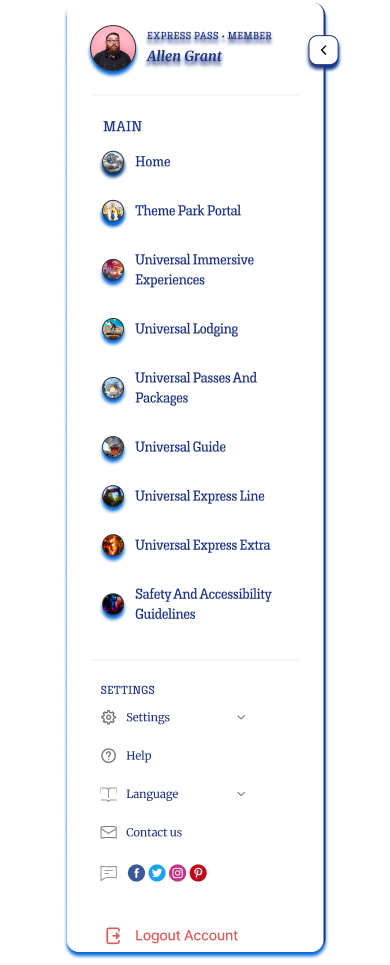 EXPRESS PASS • MEMBER
Allen Grant
MAIN
Home
Theme Park Portal
Universal Immersive
Experiences
Universal Lodging
Universal Passes And
Packages
Universal Guide
Universal Express Line
Universal Express Extra
Safety And Accessibility
Guidelines
SETTINGS
Settings
Help
Language
Contact us
Logout Account